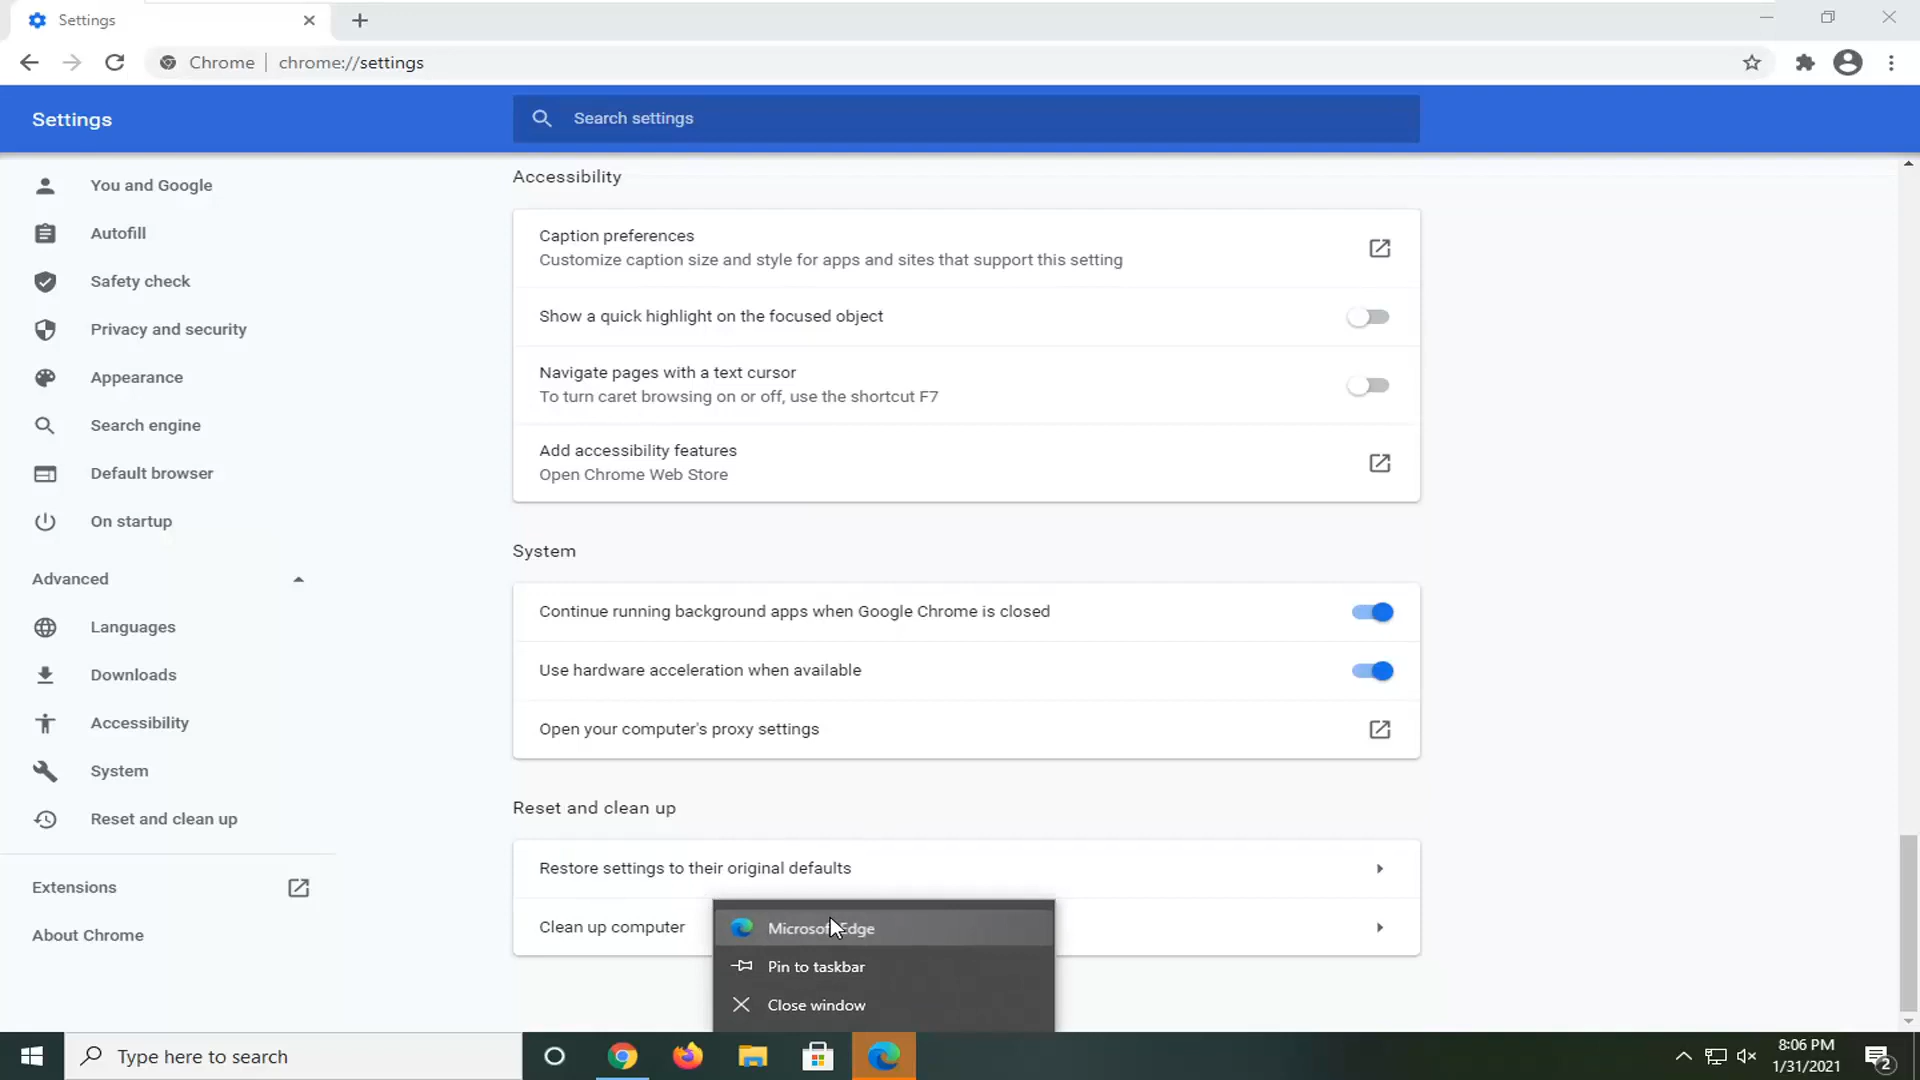 Settings
Chrome | chrome://settings
Settings
Search settings
You and Google
Autofill
Safety check
Privacy and security
Appearance
Search engine
Default browser
On startup
Advanced
Languages
Downloads
Accessibility
System
Reset and clean up
Extensions
About Chrome
Accessibility
Caption preferences
Customize caption size and style for apps and sites that support this setting
Show a quick highlight on the focused object
Navigate pages with a text cursor
To turn caret browsing on or off, use the shortcut F7
Add accessibility features
Open Chrome Web Store
System
Continue running background apps when Google Chrome is closed
Use hardware acceleration when available
Open your computer's proxy settings
Reset and clean up
Restore settings to their original defaults
Clean up computer
Microsoft Edge
Pin to taskbar
Close window
Type here to search
8:06 PM
1/31/2021
2